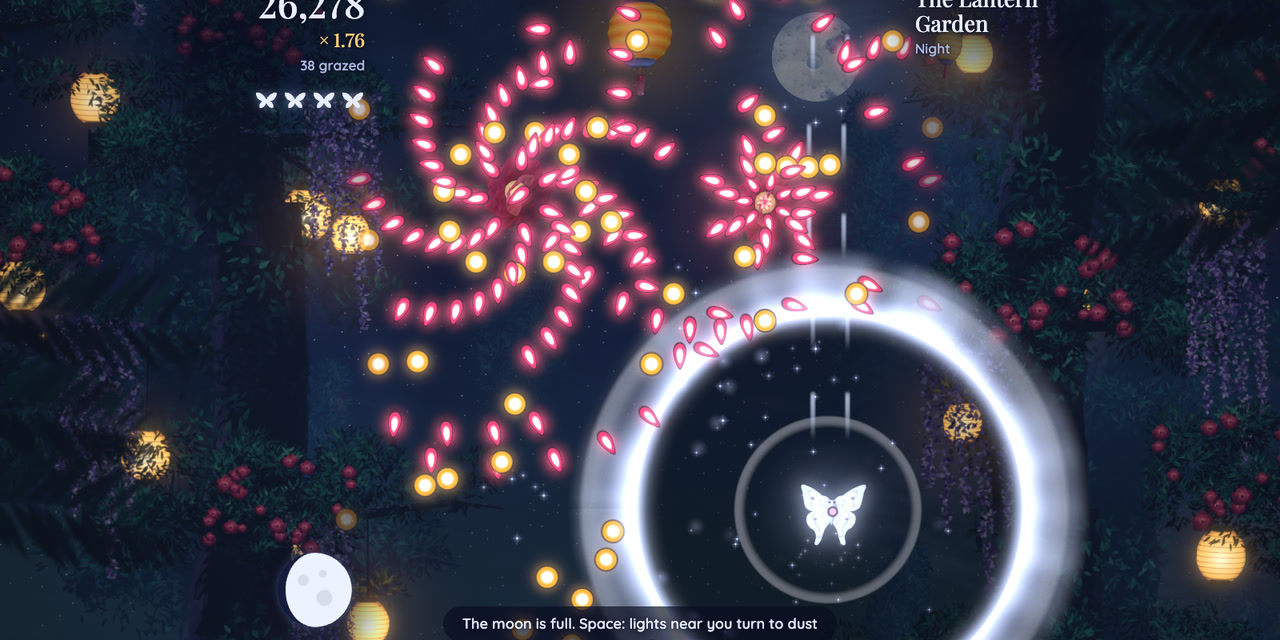 26,278
× 1.76
38 grazed
The Lantern
Garden
Night
The moon is full. Space: lights near you turn to dust